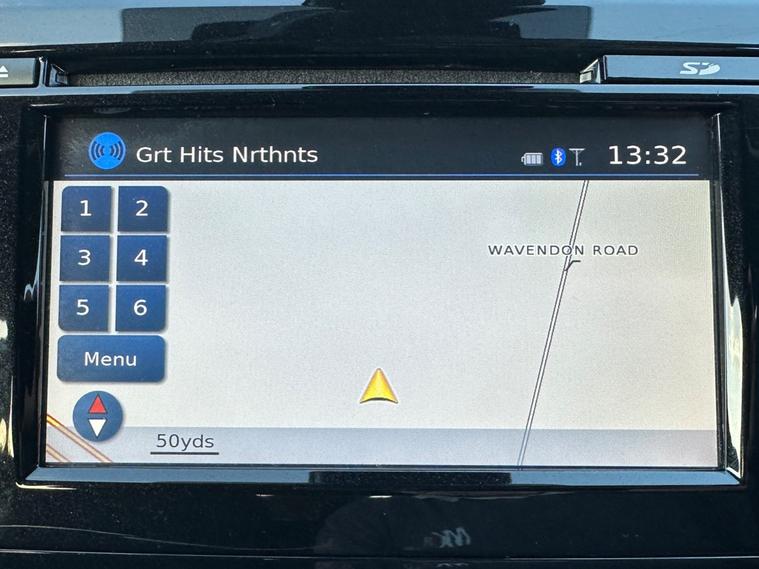 SD
Grt Hits Nrthnts
13:32
1 2
WAVENDON ROAD
3 4
5 6
Menu
50yds